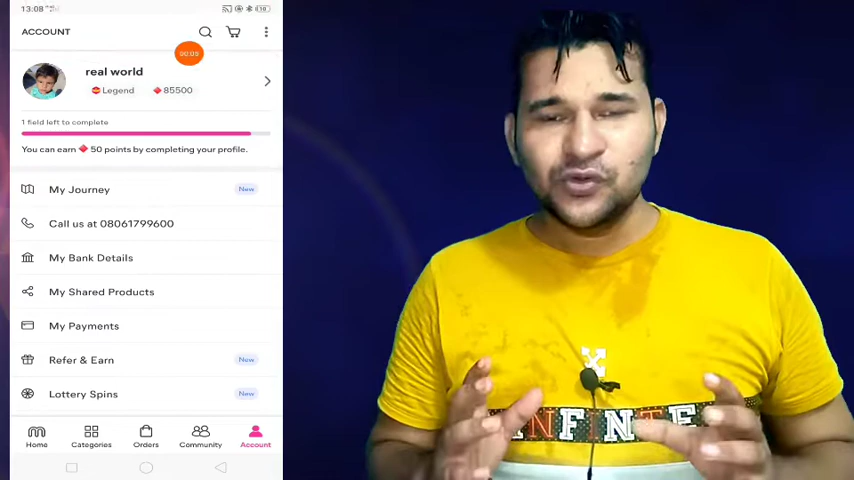 13:08
ACCOUNT
00:05
real world
Legend
85500
1 field left to complete
You can earn 50 points by completing your profile.
My Journey
New
Call us at 08061799600
My Bank Details
My Shared Products
My Payments
Refer & Earn
New
Lottery Spins
New
Home
Categories
Orders
Community
Account